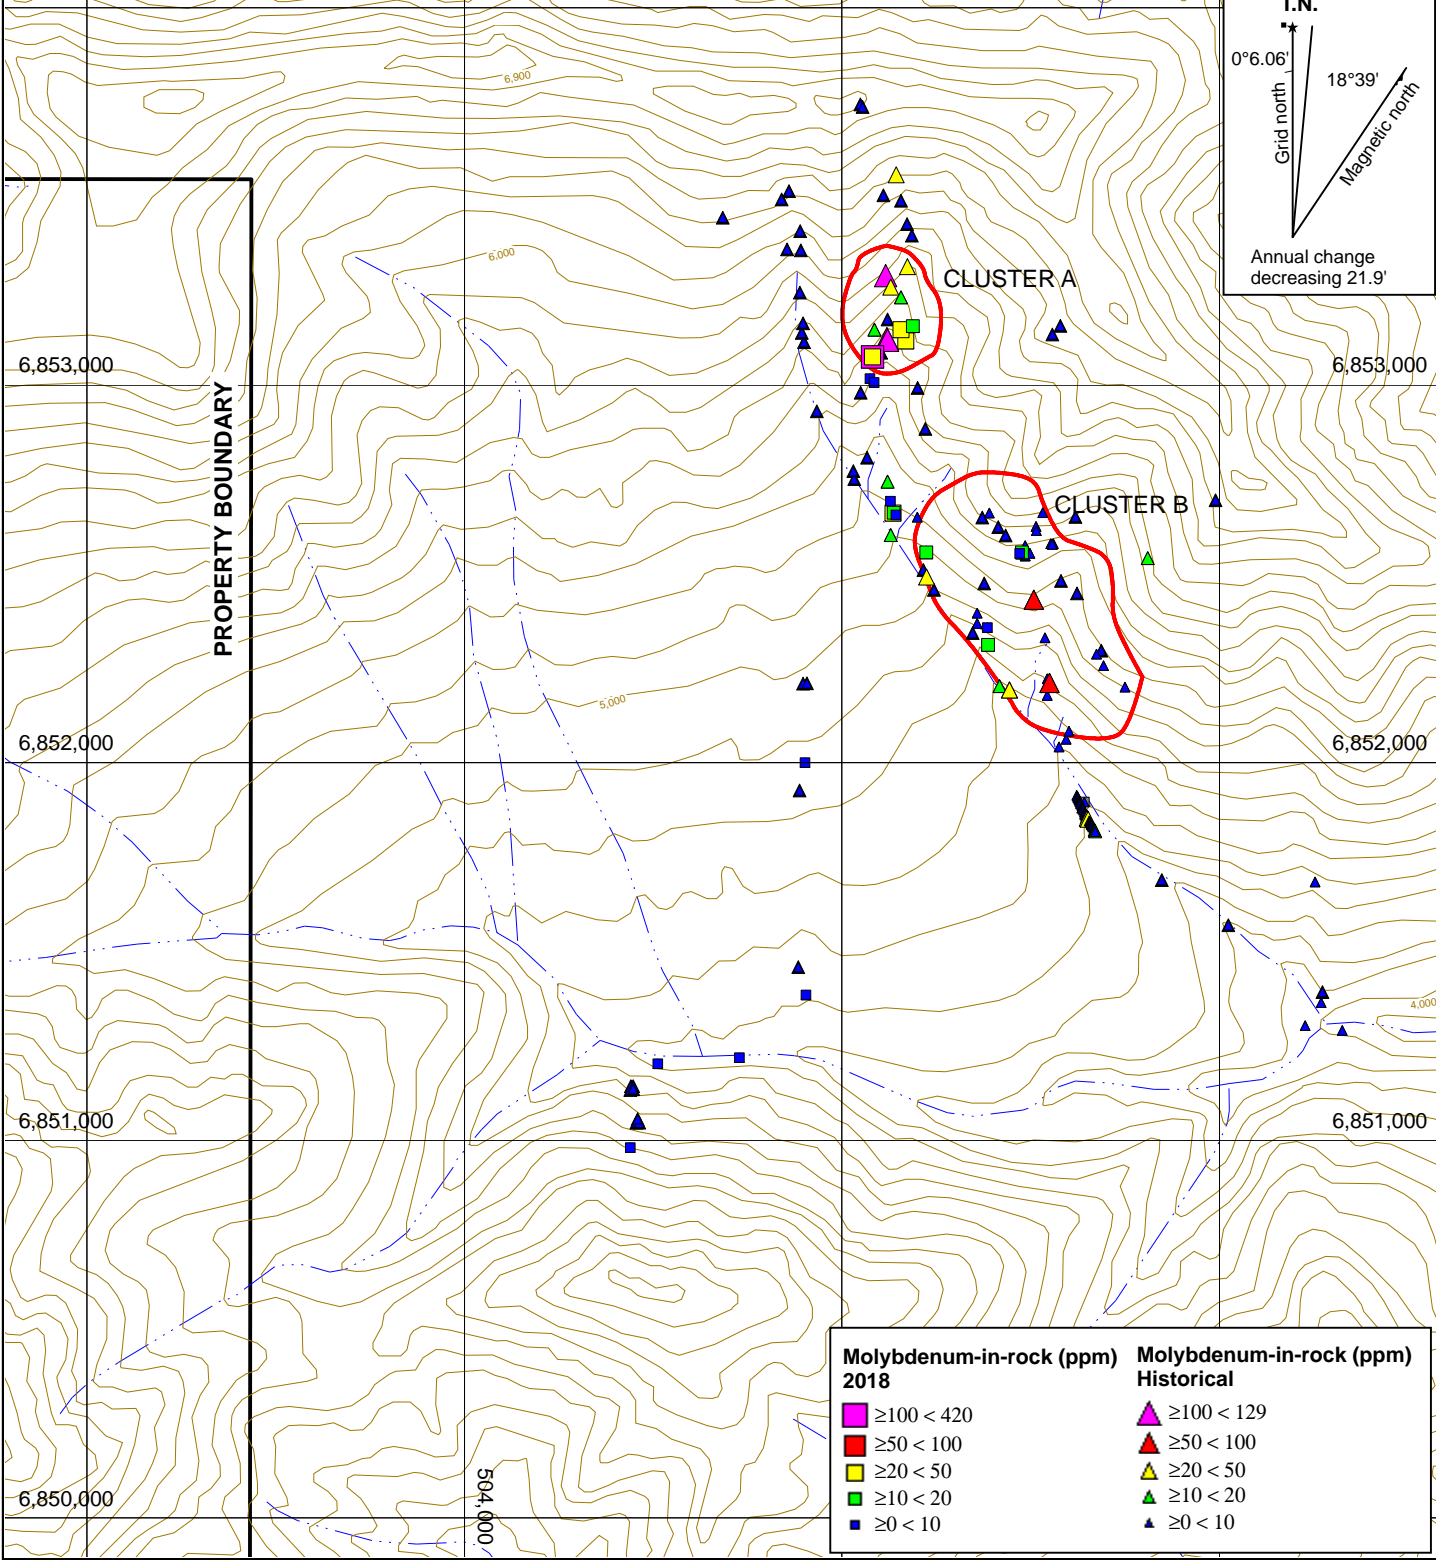 T.N.
0°6.06'
18°39'
Grid north
Magnetic north
Annual change
decreasing 21.9'
6,900
6,000
CLUSTER A
6,853,000
6,853,000
PROPERTY BOUNDARY
CLUSTER B
5,000
6,852,000
6,852,000
4,000
6,851,000
6,851,000
6,850,000
504,000
Molybdenum-in-rock (ppm)
2018
≥100 < 420
≥50 < 100
≥20 < 50
≥10 < 20
≥0 < 10
Molybdenum-in-rock (ppm)
Historical
≥100 < 129
≥50 < 100
≥20 < 50
≥10 < 20
≥0 < 10